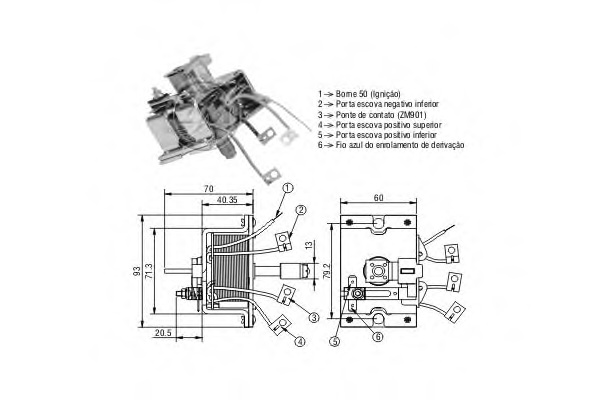 1 → Borne 50 (Ignição)
2 → Porta escova negativo inferior
3 → Ponte de contato (ZM901)
4 → Porta escova positivo superior
5 → Porta escova positivo inferior
6 → Fio azul do enrolamento de derivação
70
40.35
1
2
13
93
71.3
20.5
3
4
60
79.2
5
6